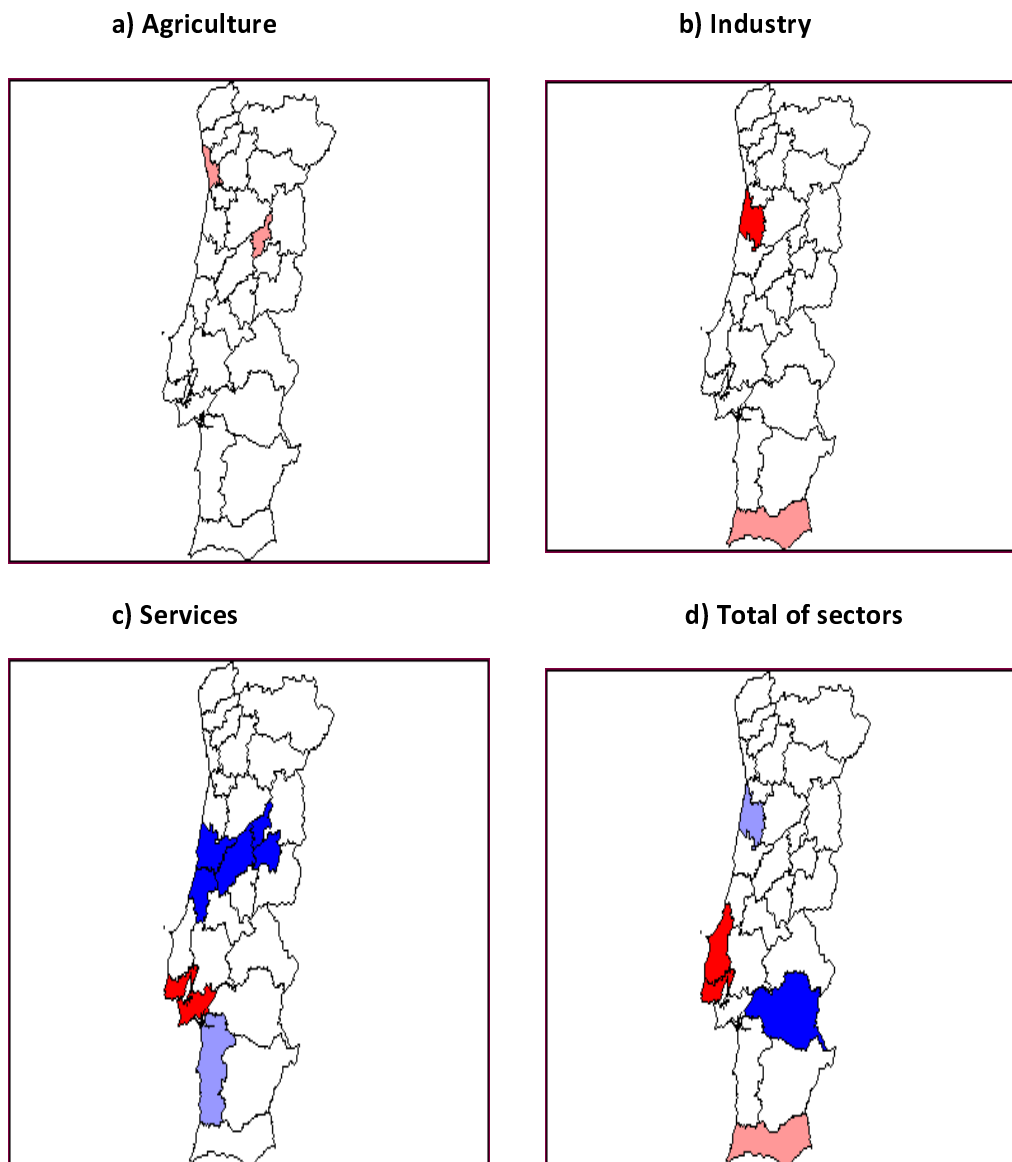 a) Agriculture
b) Industry
c) Services
d) Total of sectors